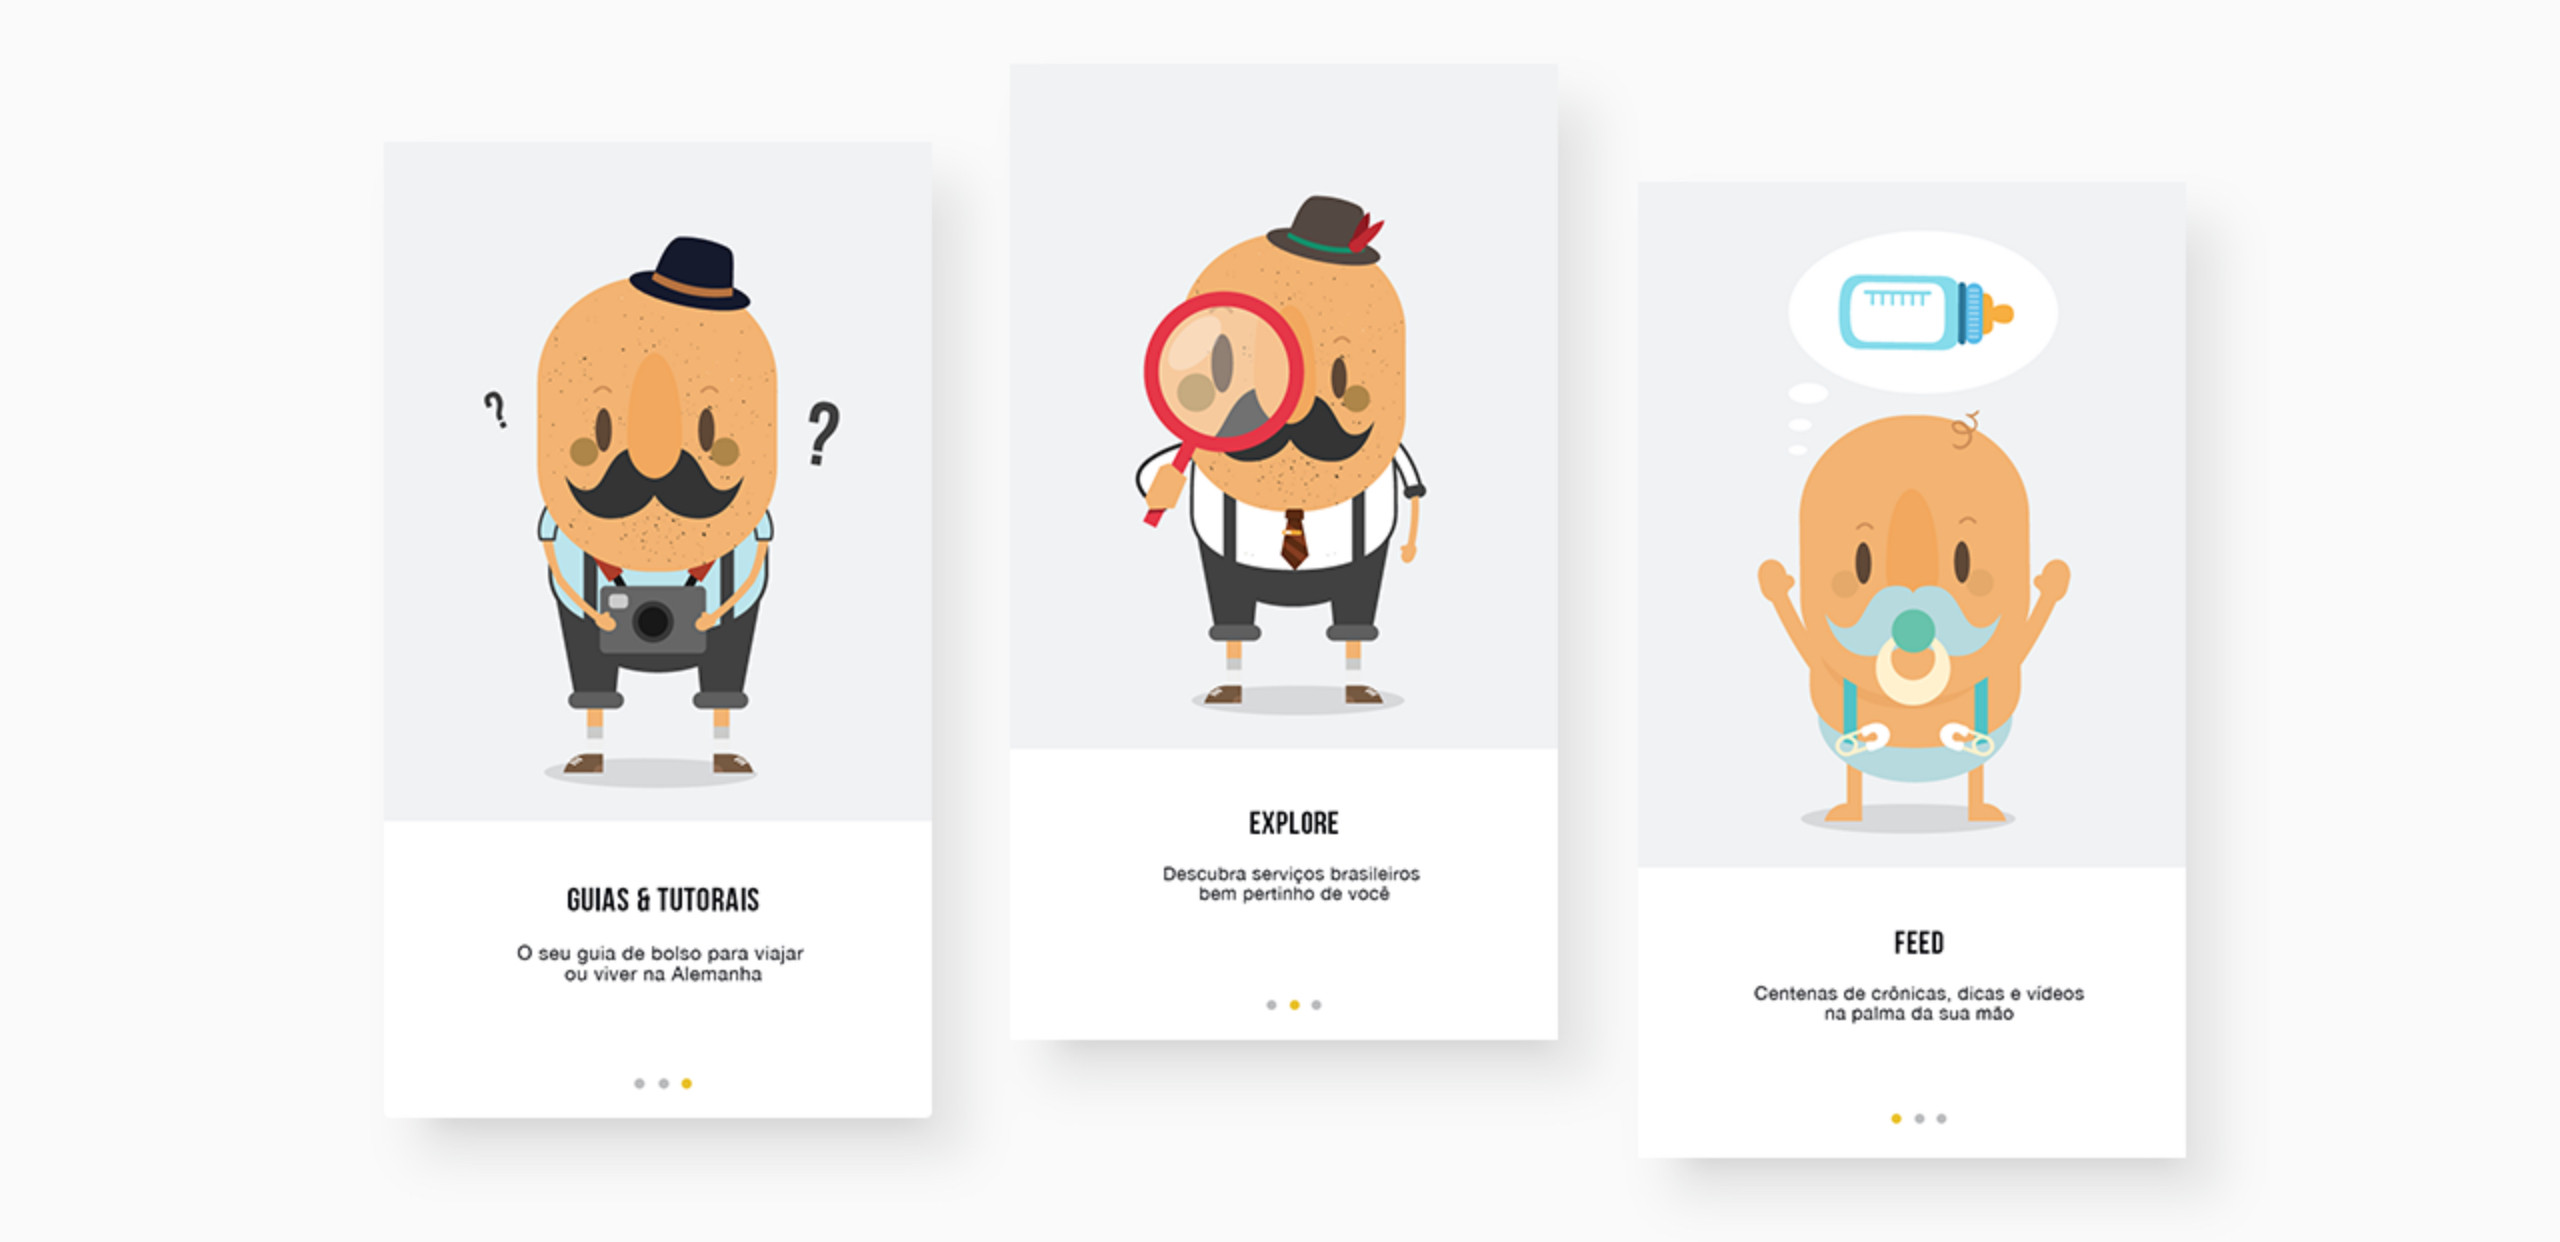 ?
?
GUIAS & TUTORAIS
O seu guia de bolso para viajar
ou viver na Alemanha
EXPLORE
Descubra serviços brasileiros
bem pertinho de você
FEED
Centenas de crônicas, dicas e vídeos
na palma da sua mão